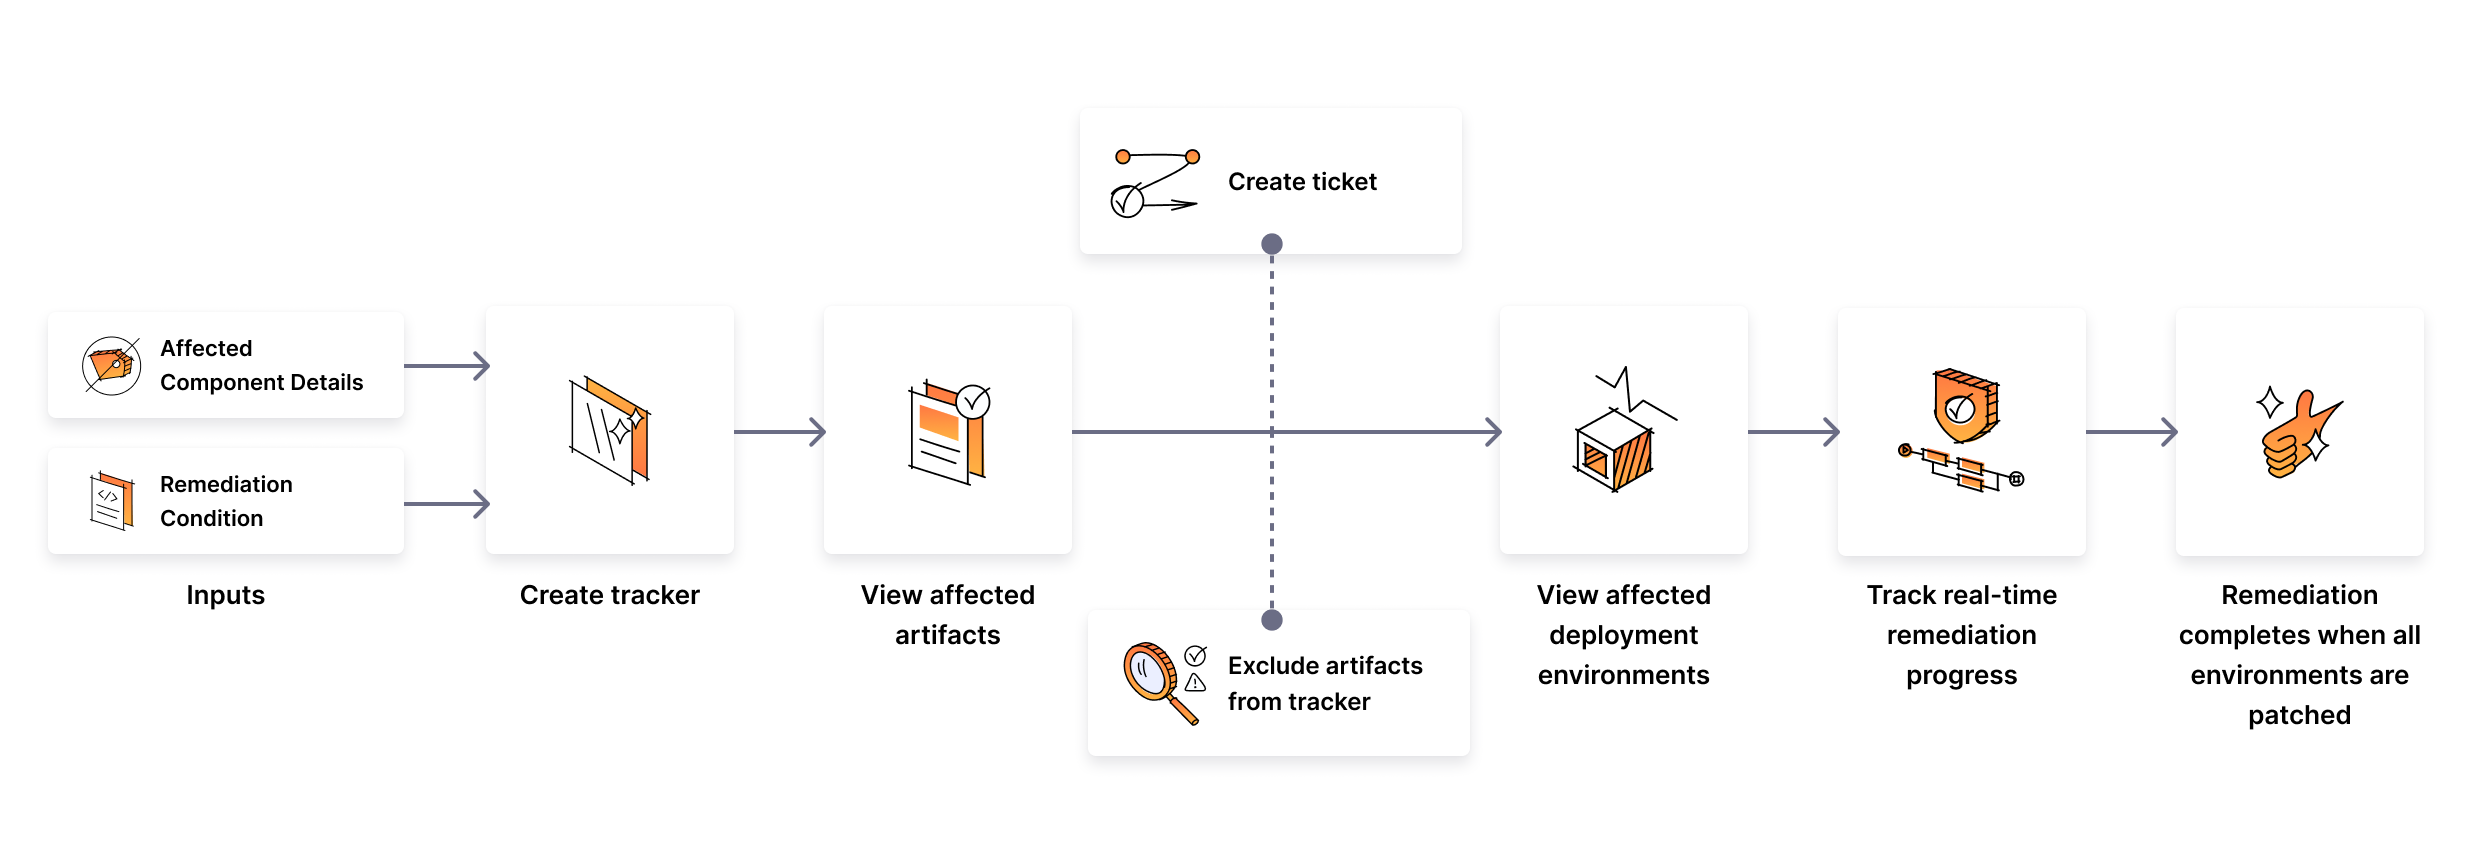 Create ticket
Affected
Component Details
Remediation
Condition
Inputs
Create tracker
View affected
artifacts
Exclude artifacts
from tracker
View affected
deployment
environments
Track real-time
remediation
progress
Remediation
completes when all
environments are
patched